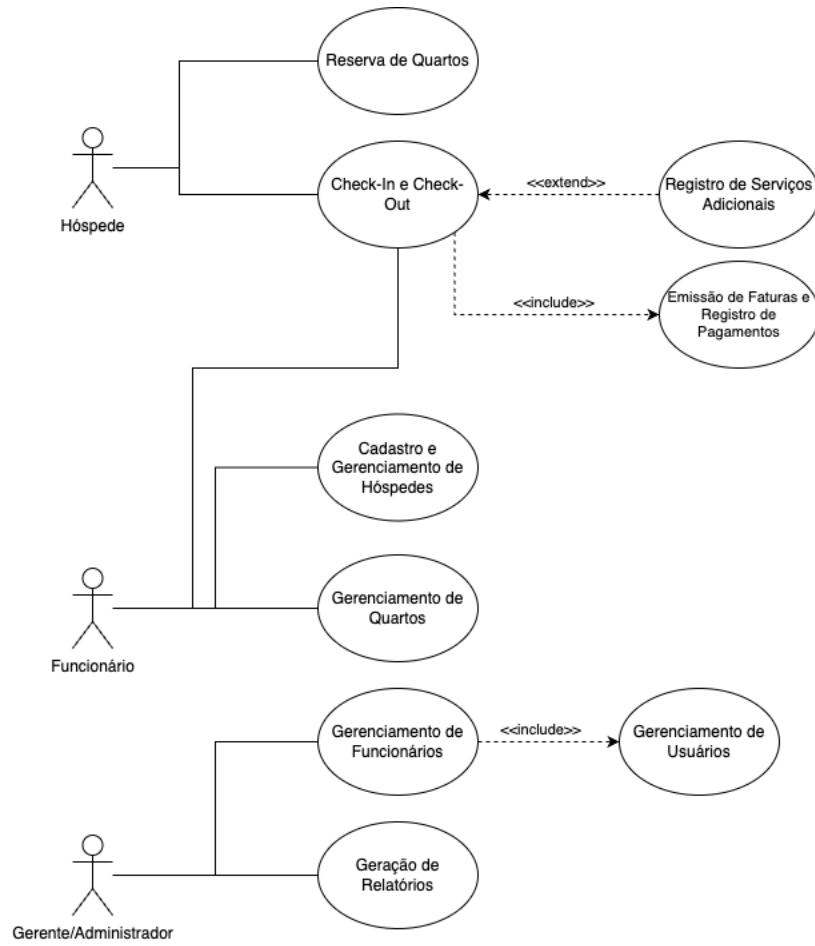 Reserva de Quartos
Hóspede
Check-In e Check-
Out
<<extend>>
Registro de Serviços
Adicionais
<<include>>
Emissão de Faturas e
Registro de
Pagamentos
Cadastro e
Gerenciamento de
Hóspedes
Funcionário
Gerenciamento de
Quartos
Gerenciamento de
Funcionários
<<include>>
Gerenciamento de
Usuários
Gerente/Administrador
Geração de
Relatórios